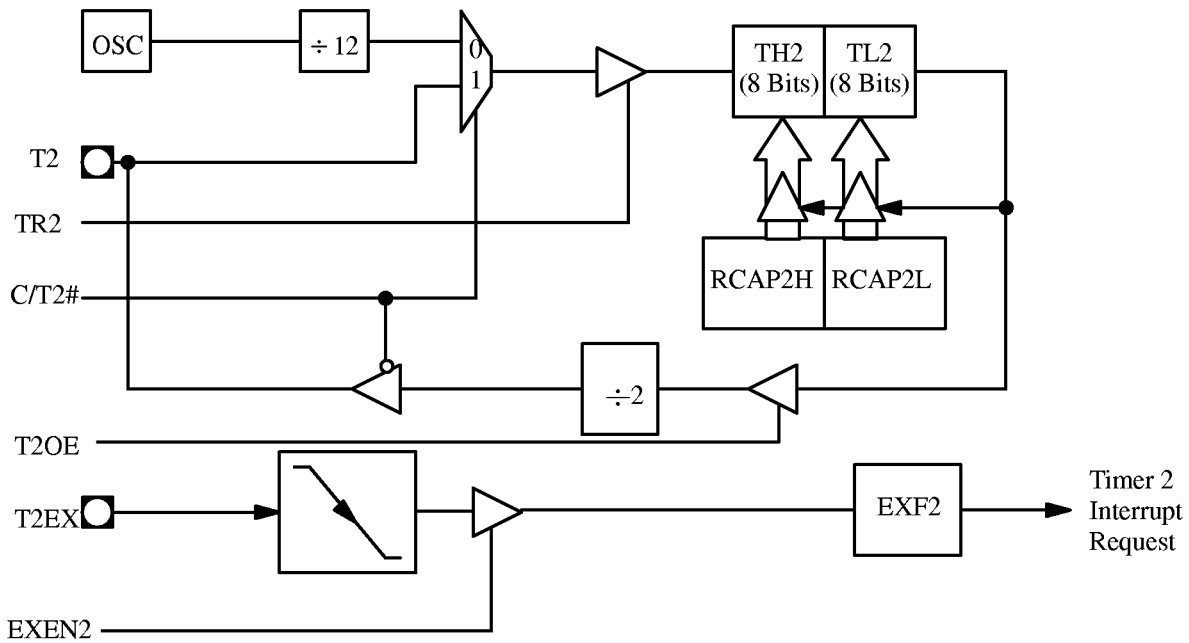 OSC
÷ 12
0
1
TH2
(8 Bits)
TL2
(8 Bits)
T2
TR2
C/T2#
RCAP2H
RCAP2L
÷2
T2OE
T2EX
EXF2
Timer 2
Interrupt
Request
EXEN2